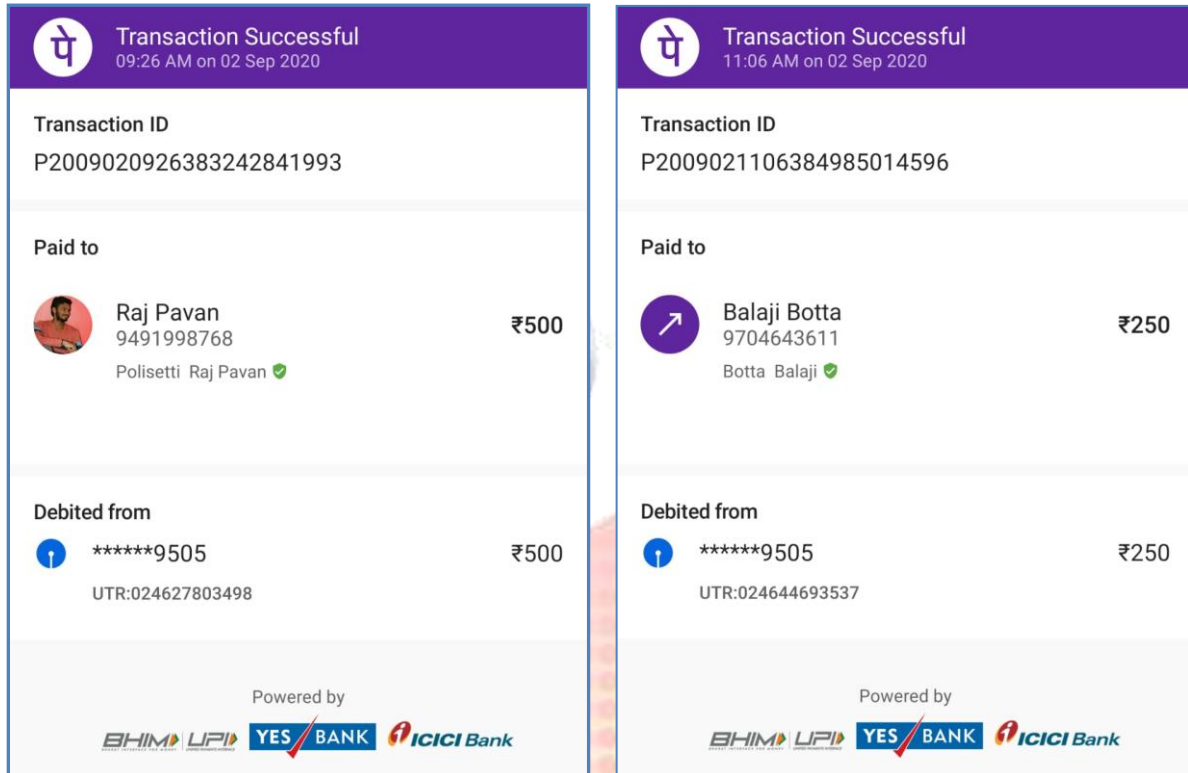 पे
Transaction Successful
09:26 AM on 02 Sep 2020
Transaction ID
P2009020926383242841993
Paid to
Raj Pavan
₹500
9491998768
Polisetti Raj Pavan
Debited from
******9505
₹500
UTR:024627803498
Powered by
BHIM UPI YES BANK ICICI Bank
पे
Transaction Successful
11:06 AM on 02 Sep 2020
Transaction ID
P2009021106384985014596
Paid to
Balaji Botta
₹250
9704643611
Botta Balaji
Debited from
******9505
₹250
UTR:024644693537
Powered by
BHIM UPI YES BANK ICICI Bank